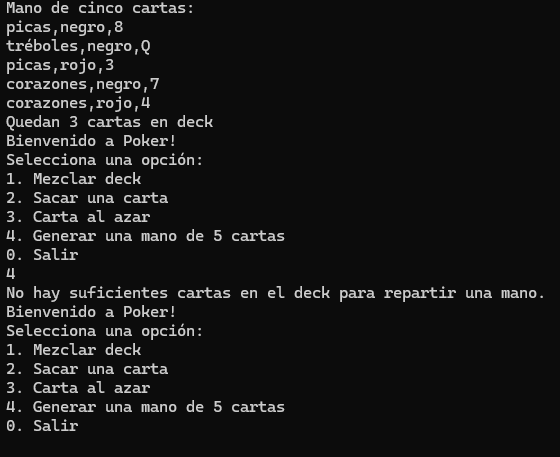 Mano de cinco cartas:
picas,negro,8
tréboles,negro,Q
picas,rojo,3
corazones,negro,7
corazones,rojo,4
Quedan 3 cartas en deck
Bienvenido a Poker!
Selecciona una opción:
1. Mezclar deck
2. Sacar una carta
3. Carta al azar
4. Generar una mano de 5 cartas
0. Salir
4
No hay suficientes cartas en el deck para repartir una mano.
Bienvenido a Poker!
Selecciona una opción:
1. Mezclar deck
2. Sacar una carta
3. Carta al azar
4. Generar una mano de 5 cartas
0. Salir